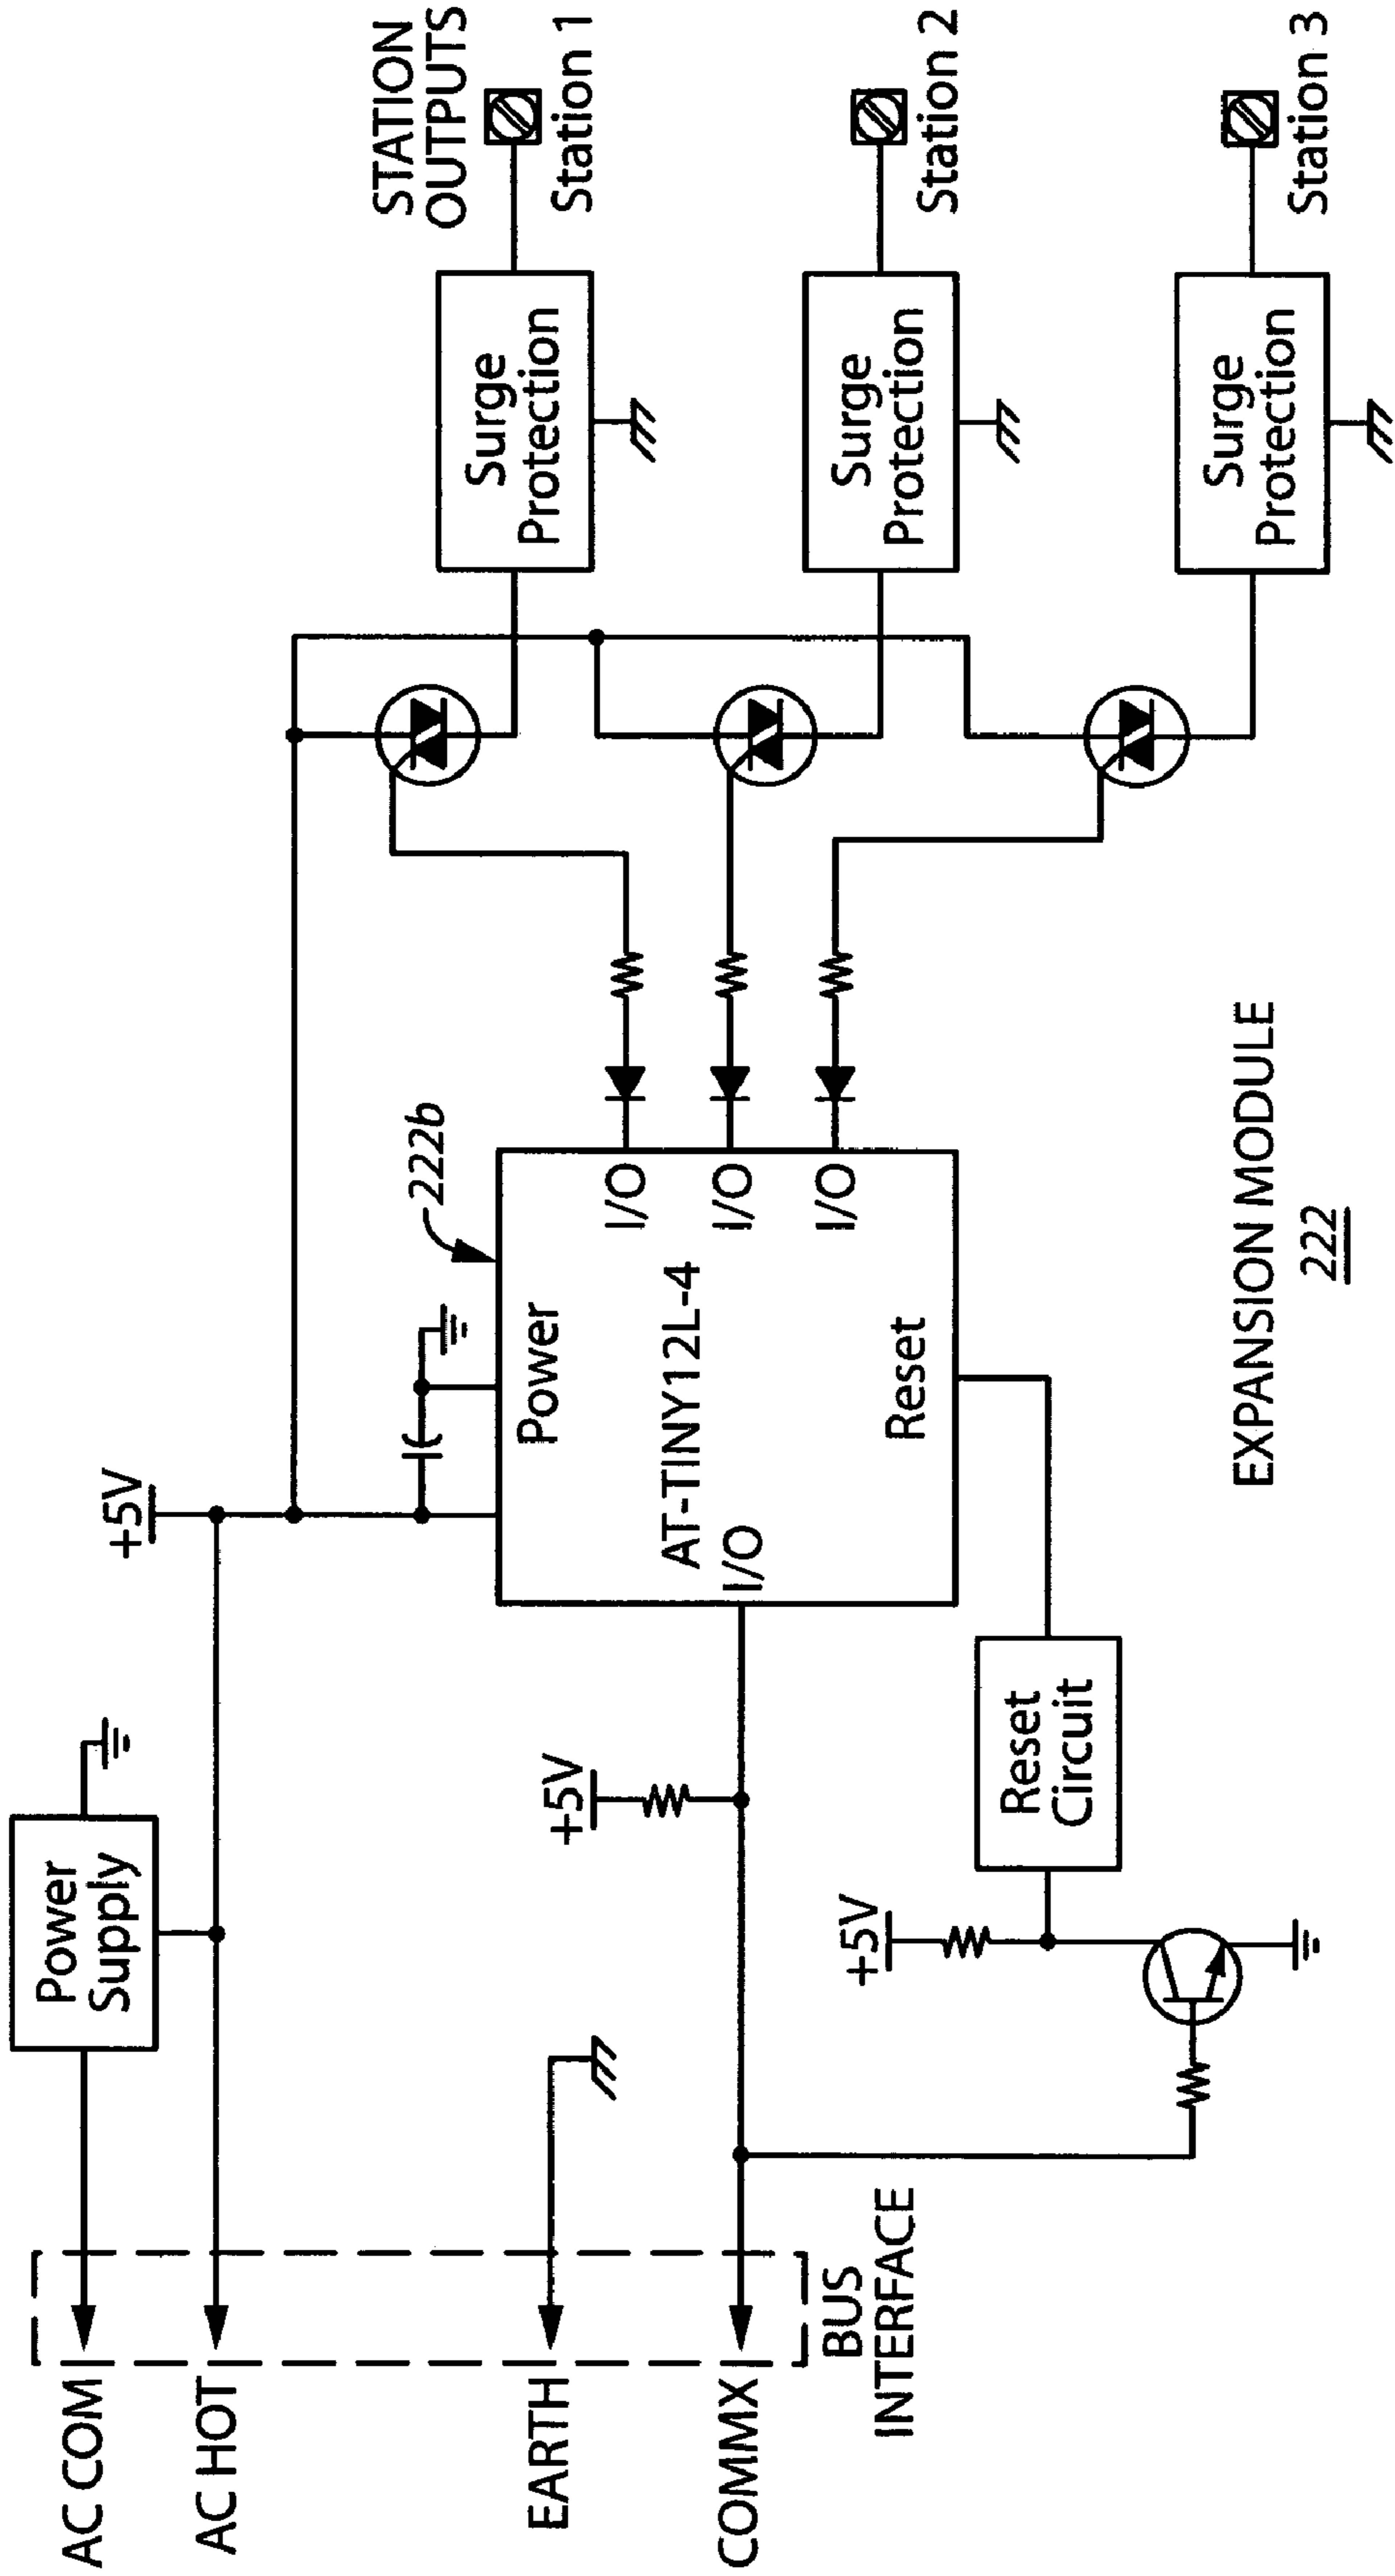 AC COM
AC HOT
EARTH
COMMX
BUS
INTERFACE
Power
Supply
+5V
+5V
+5V
Reset
Circuit
222b
Power
AT-TINY12L-4
I/O
I/O
I/O
I/O
Reset
STATION
OUTPUTS
Surge
Protection
Station 1
Surge
Protection
Station 2
Surge
Protection
Station 3
EXPANSION MODULE
222